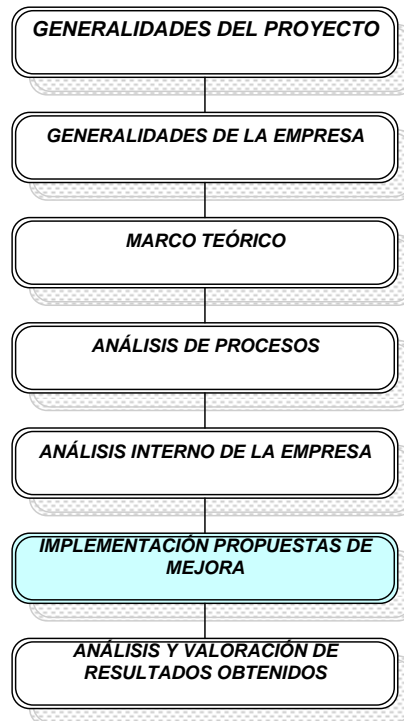 GENERALIDADES DEL PROYECTO
GENERALIDADES DE LA EMPRESA
MARCO TEÓRICO
ANÁLISIS DE PROCESOS
ANÁLISIS INTERNO DE LA EMPRESA
IMPLEMENTACIÓN PROPUESTAS DE
MEJORA
ANÁLISIS Y VALORACIÓN DE
RESULTADOS OBTENIDOS